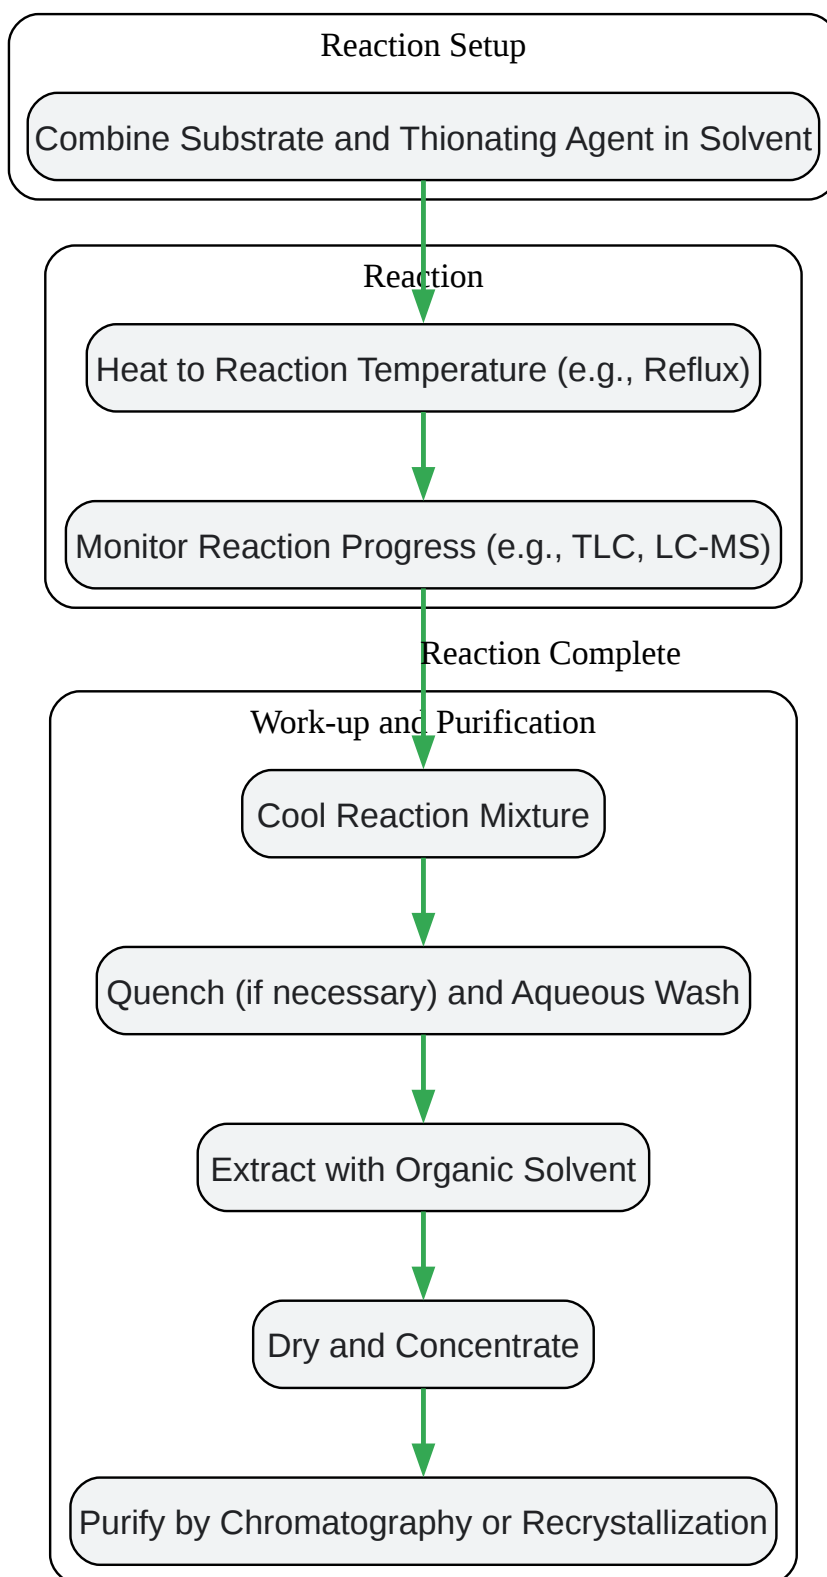 Reaction Setup
Combine Substrate and Thionating Agent in Solvent
Reaction
Heat to Reaction Temperature (e.g., Reflux)
Monitor Reaction Progress (e.g., TLC, LC-MS)
Reaction Complete
Work-up and Purification
Cool Reaction Mixture
Quench (if necessary) and Aqueous Wash
Extract with Organic Solvent
Dry and Concentrate
Purify by Chromatography or Recrystallization